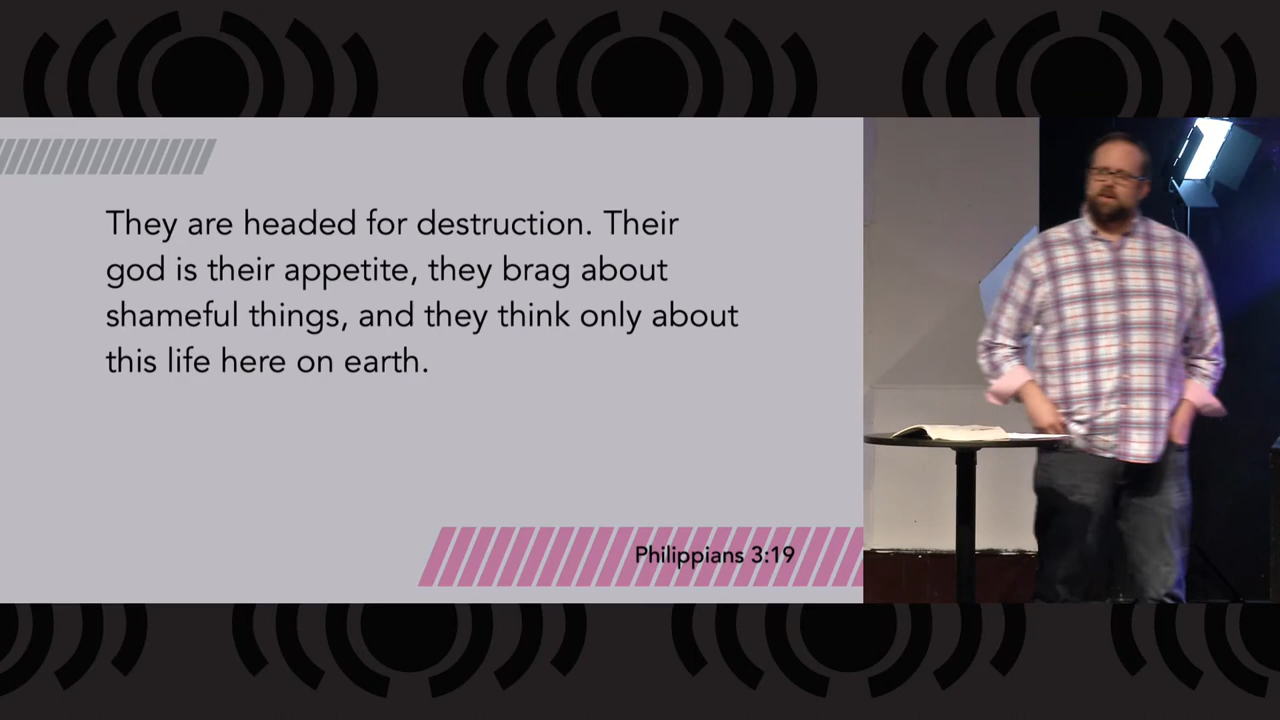 They are headed for destruction. Their
god is their appetite, they brag about
shameful things, and they think only about
this life here on earth.
Philippians 3:19